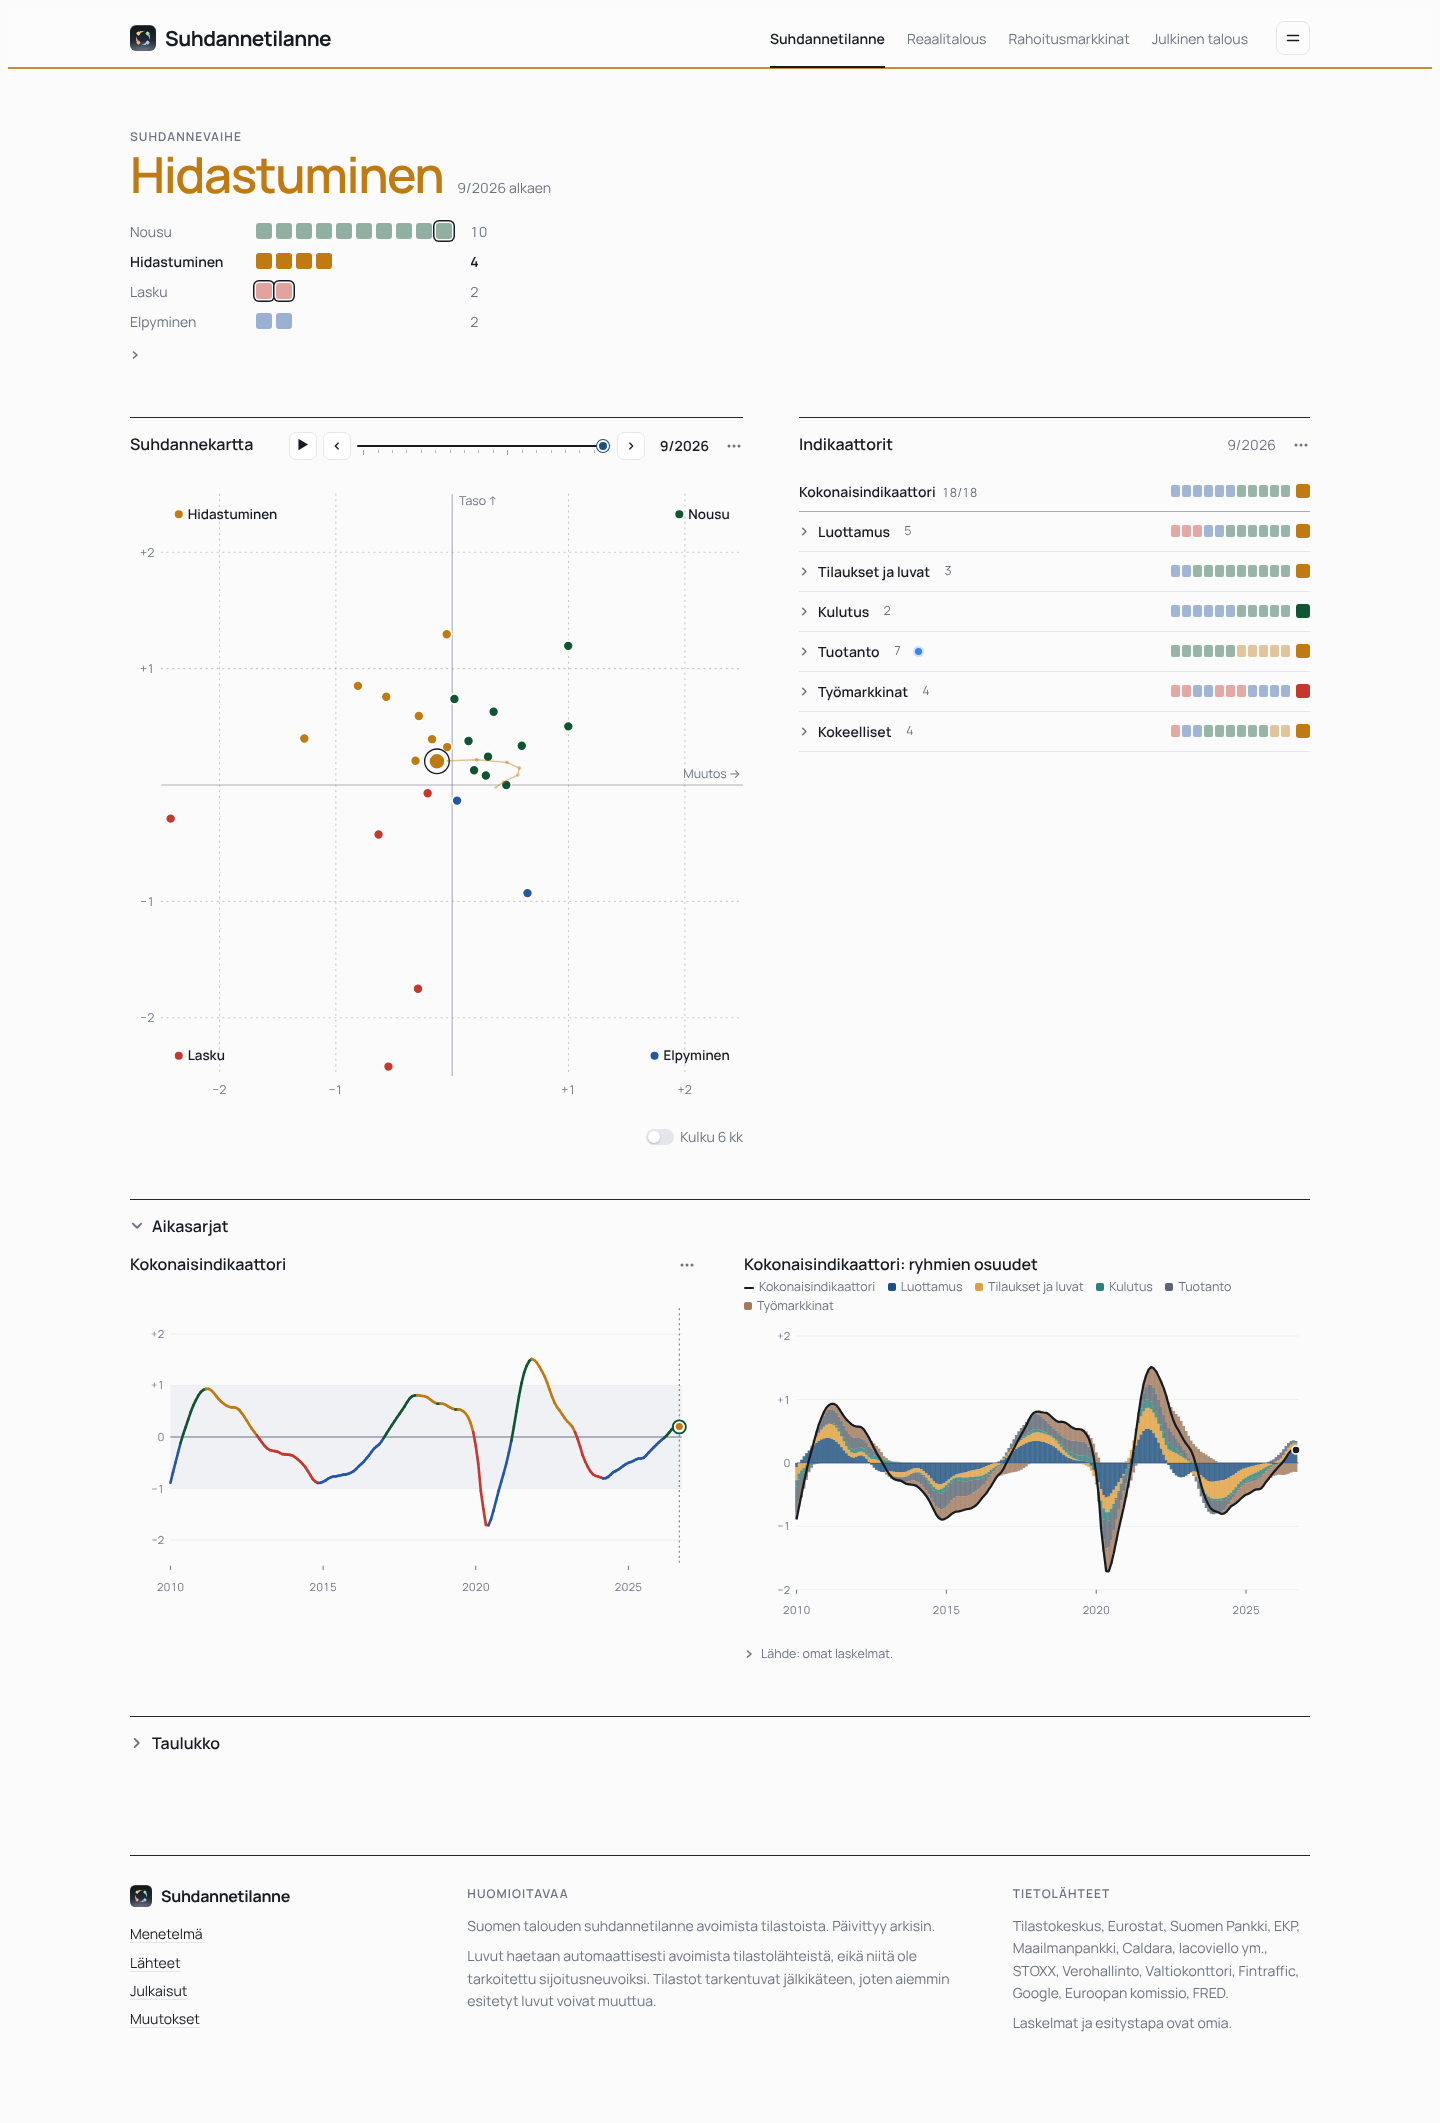 Suhdannetilanne
Suhdannetilanne Reaalitalous Rahoitusmarkkinat Julkinen talous
SUHDANNEVAIHE
Hidastuminen 9/2026 alkaen
Nousu 10
Hidastuminen 4
Lasku 2
Elpyminen 2
Suhdannekartta 9/2026
Taso ↑
Hidastuminen Nousu
+2
+1
Muutos →
−1
−2
Lasku Elpyminen
−2 −1 +1 +2
Kulku 6 kk
Indikaattorit 9/2026
Kokonaisindikaattori 18/18
Luottamus 5
Tilaukset ja luvat 3
Kulutus 2
Tuotanto 7
Työmarkkinat 4
Kokeelliset 4
Aikasarjat
Kokonaisindikaattori
+2
+1
0
−1
−2
2010 2015 2020 2025
Kokonaisindikaattori: ryhmien osuudet
Kokonaisindikaattori Luottamus Tilaukset ja luvat Kulutus Tuotanto
Työmarkkinat
+2
+1
0
−1
−2
2010 2015 2020 2025
Lähde: omat laskelmat.
Taulukko
Suhdannetilanne
Menetelmä
Lähteet
Julkaisut
Muutokset
HUOMIOITAVAA
Suomen talouden suhdannetilanne avoimista tilastoista. Päivittyy arkisin.
Luvut haetaan automaattisesti avoimista tilastolähteistä, eikä niitä ole
tarkoitettu sijoitusneuvoiksi. Tilastot tarkentuvat jälkikäteen, joten aiemmin
esitetyt luvut voivat muuttua.
TIETOLÄHTEET
Tilastokeskus, Eurostat, Suomen Pankki, EKP,
Maailmanpankki, Caldara, Iacoviello ym.,
STOXX, Verohallinto, Valtiokonttori, Fintraffic,
Google, Euroopan komissio, FRED.
Laskelmat ja esitystapa ovat omia.